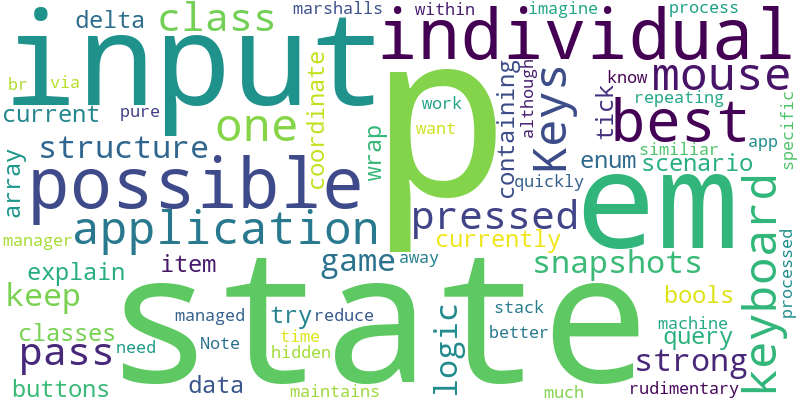 marshalls within imagine process
delta class individual
input
br via
although know mouse
current pure
p
work want
coordinate
containing
Keys
tick
repeating
best
app
specific
one
structure
wrap
array
possible
em
enum
similiar
scenario
quickly
application
pressed
keyboard
manager
item game away
currently
explain
snapshots
processed
keep
state
managed try reduce
logic
stack
bools
classes
Note time
better
machine
query
pass need
hidden
strong
buttons data maintains
much
rudimentary